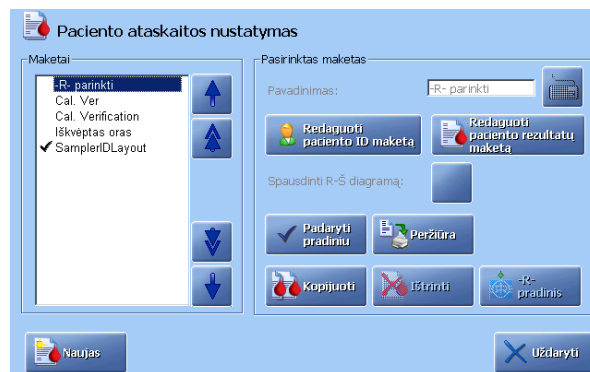 Paciento ataskaitos nustatymas
Maketai
-R- parinkti
Cal. Ver
Cal. Verification
Iškvėptas oras
SamplerIDLayout
Pasirinktas maketas
Pavadinimas:
-R- parinkti
Redaguoti
paciento ID maketą
Redaguoti
paciento rezultatų
maketą
Spausdinti R-Š diagramą:
Padaryti
pradiniu
Peržiūra
Kopijuoti
Ištrinti
-R-
pradinis
Naujas
Uždaryti